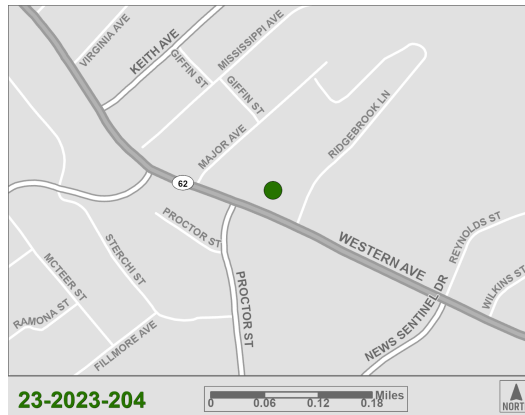 VIRGINIA AVE
KEITH AVE
MISSISSIPPI AVE
GIFFIN ST
GIFFIN ST
MAJOR AVE
RIDGEBROOK LN
62
PROCTOR ST
WESTERN AVE
REYNOLDS ST
STERCHI ST
MCTEER ST
PROCTOR ST
NEWS SENTINEL DR
WILKINS ST
RAMONA ST
FILLMORE AVE
23-2023-204
Miles
0 0.06 0.12 0.18
NORT